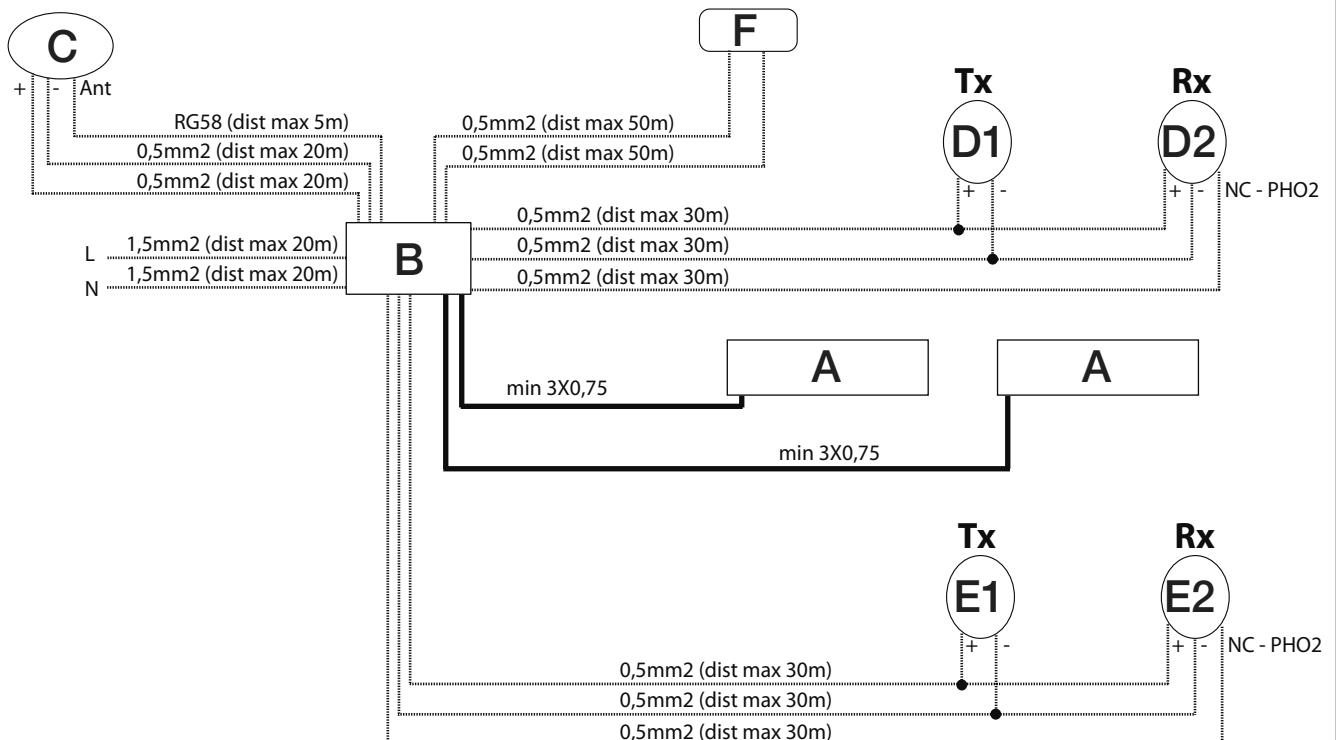 C
F
+ - Ant
Tx
Rx
RG58 (dist max 5m)
0,5mm2 (dist max 20m)
0,5mm2 (dist max 20m)
0,5mm2 (dist max 50m)
0,5mm2 (dist max 50m)
D1
D2
+ -
+ - NC - PHO2
0,5mm2 (dist max 30m)
0,5mm2 (dist max 30m)
0,5mm2 (dist max 30m)
L 1,5mm2 (dist max 20m)
N 1,5mm2 (dist max 20m)
B
A
A
min 3X0,75
min 3X0,75
Tx
Rx
E1
E2
+ -
+ - NC - PHO2
0,5mm2 (dist max 30m)
0,5mm2 (dist max 30m)
0,5mm2 (dist max 30m)